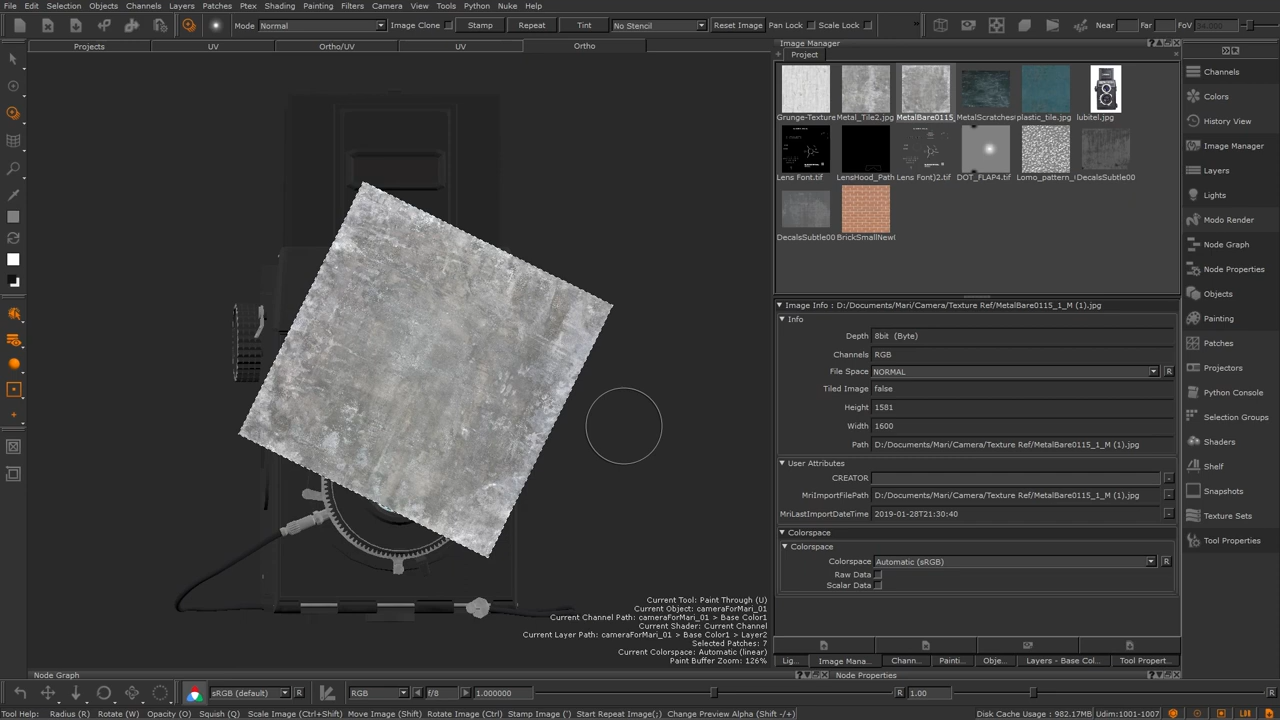 File Edit Selection Objects Channels Layers Patches Ptex Shading Painting Filters Camera View Tools Python Nuke Help
Mode Normal Image Clone Stamp Repeat Tint No Stencil Reset Image Pan Lock Scale Lock » Near Far FoV
Projects UV Ortho/UV UV Ortho
Image Manager
Project
Grunge-Texture Metal_Tile2.jpg MetalBare0115_ MetalScratches plastic_tile.jpg lubitel.jpg
Lens Font.tif LensHood_Path Lens Font)2.tif DOT_FLAP4.tif Lomo_pattern_ DecalsSubtle00
DecalsSubtle00 BrickSmallNew
Image Info : D:/Documents/Mari/Camera/Texture Ref/MetalBare0115_1_M (1).jpg
Info
Depth 8bit (Byte)
Channels RGB
File Space NORMAL R
Tiled Image false
Height 1581
Width 1600
Path D:/Documents/Mari/Camera/Texture Ref/MetalBare0115_1_M (1).jpg
User Attributes
CREATOR -
MriImportFilePath D:/Documents/Mari/Camera/Texture Ref/MetalBare0115_1_M (1).jpg -
MriLastImportDateTime 2019-01-28T21:30:40 -
Colorspace
Colorspace
Colorspace Automatic (sRGB) R
Raw Data
Scalar Data
Channels
Colors
History View
Image Manager
Layers
Lights
Modo Render
Node Graph
Node Properties
Objects
Painting
Patches
Projectors
Python Console
Selection Groups
Shaders
Shelf
Snapshots
Texture Sets
Tool Properties
Current Tool: Paint Through (U)
Current Object: cameraForMari_01
Current Channel Path: cameraForMari_01 > Base Color1
Current Shader: Current Channel
Current Layer Path: cameraForMari_01 > Base Color1 > Layer2
Selected Patches: 7
Current Colorspace: Automatic (linear)
Paint Buffer Zoom: 126%
Lig... Image Mana... Chann... Painti... Obje... Layers - Base Col... Tool Propert...
Node Graph Node Properties
sRGB (default) R RGB f/8 1.000000 R 1.00 R
Tool Help: Radius (R) Rotate (W) Opacity (O) Squish (Q) Scale Image (Ctrl+Shift) Move Image (Shift) Rotate Image (Ctrl) Stamp Image (') Start Repeat Image(;) Change Preview Alpha (Shift -/+) Disk Cache Usage : 982.17MB Udim:1001-1007